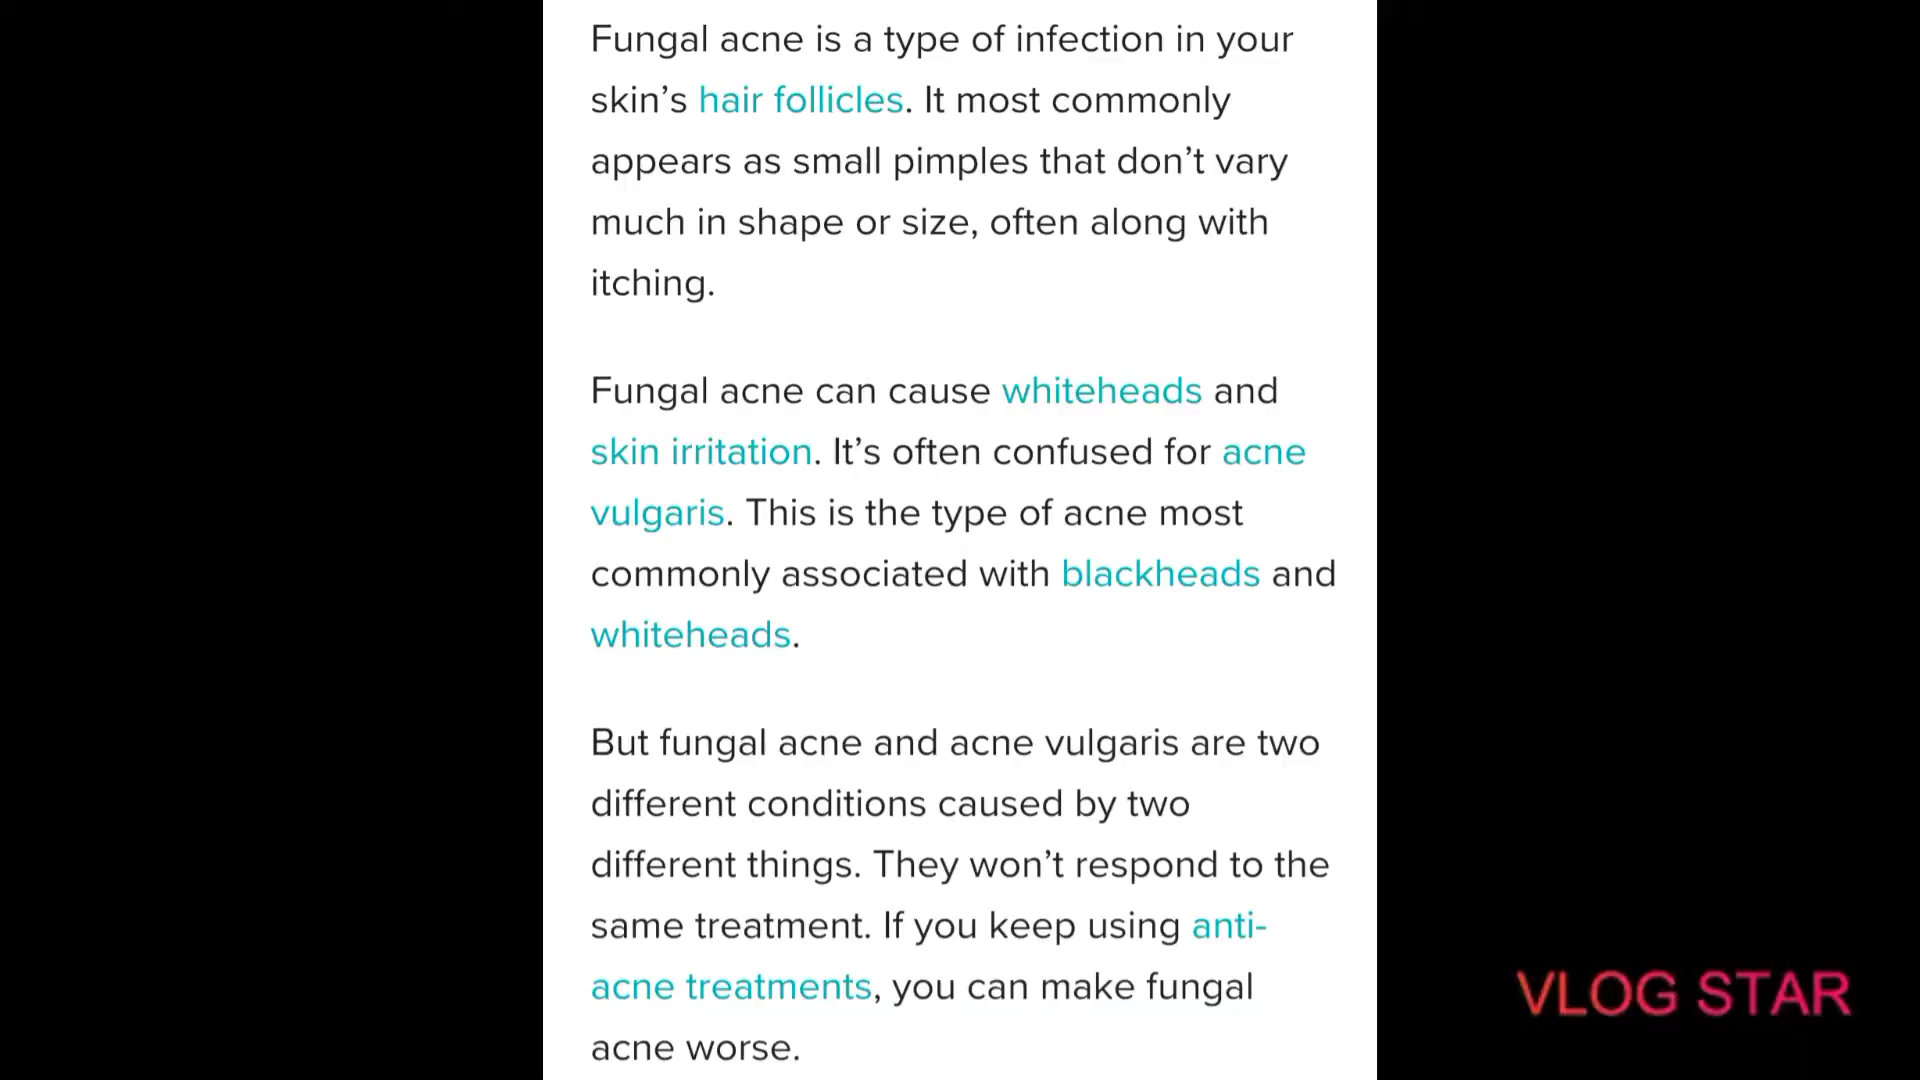 Fungal acne is a type of infection in your
skin’s hair follicles. It most commonly
appears as small pimples that don’t vary
much in shape or size, often along with
itching.
Fungal acne can cause whiteheads and
skin irritation. It’s often confused for acne
vulgaris. This is the type of acne most
commonly associated with blackheads and
whiteheads.
But fungal acne and acne vulgaris are two
different conditions caused by two
different things. They won’t respond to the
same treatment. If you keep using anti-
acne treatments, you can make fungal
acne worse.
VLOG STAR